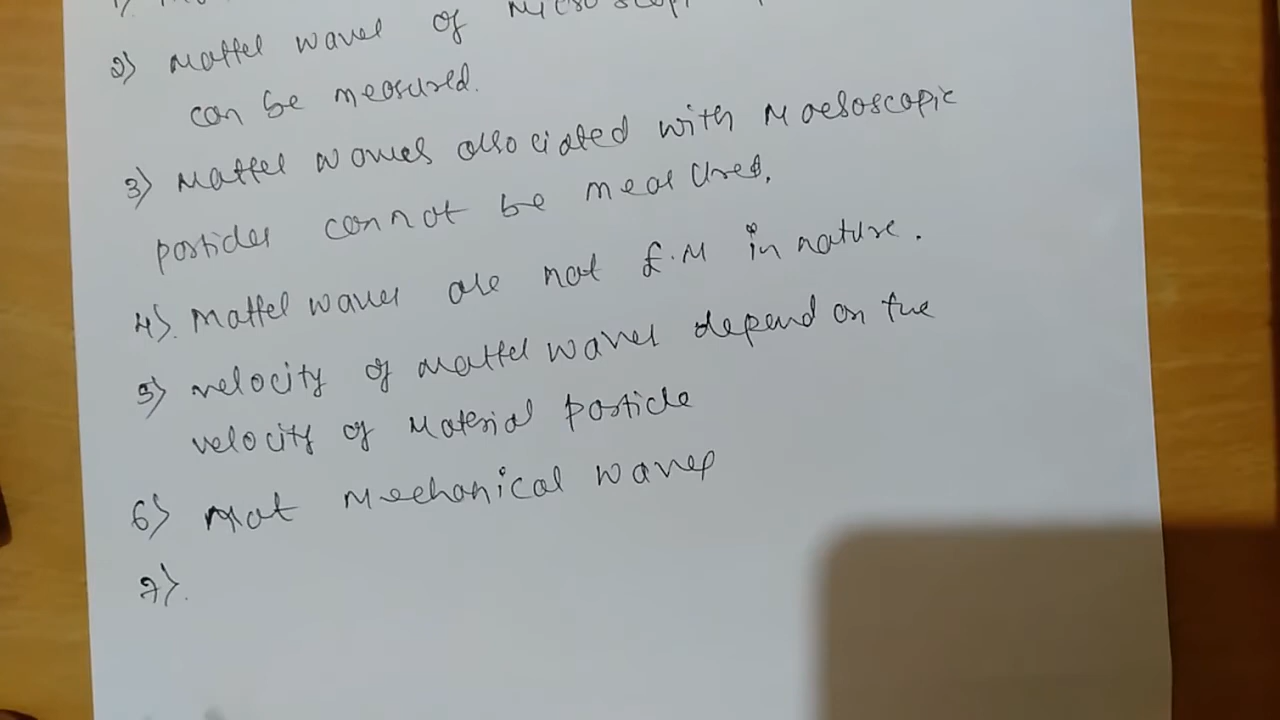 2) Matter waves of Microscopi
can be measured.
3) Matter waves associated with Macroscopic
particles cannot be measured.
4). Matter waves are not E.M in nature.
5) velocity of matter waves depend on the
velocity of Material particle
6) Not Mechanical waves
7).